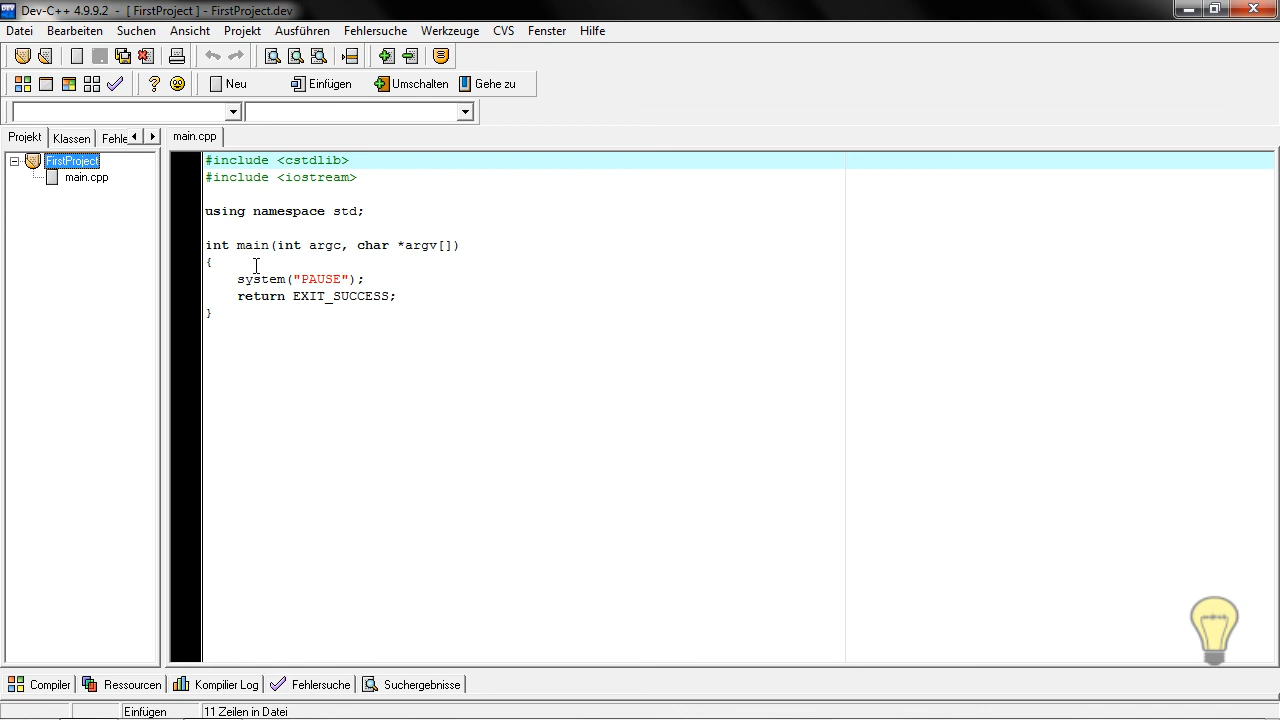 Dev-C++ 4.9.9.2 - [ FirstProject ] - FirstProject.dev
Datei Bearbeiten Suchen Ansicht Projekt Ausführen Fehlersuche Werkzeuge CVS Fenster Hilfe
Neu Einfügen Umschalten Gehe zu
Projekt Klassen Fehle
main.cpp
FirstProject
main.cpp
#include <cstdlib>
#include <iostream>
using namespace std;
int main(int argc, char *argv[])
{
system("PAUSE");
return EXIT_SUCCESS;
}
Compiler Ressourcen Kompilier Log Fehlersuche Suchergebnisse
Einfügen 11 Zeilen in Datei